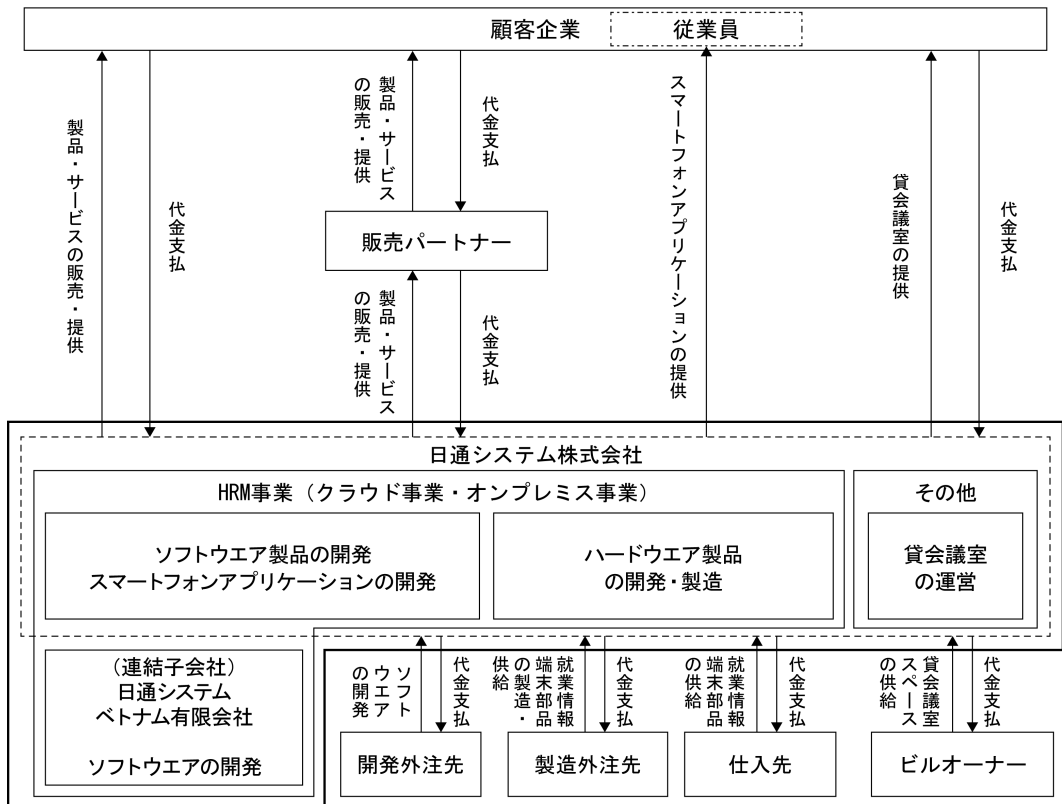 顧客企業
従業員
製品・サービスの販売・提供
代金支払
製品・サービス
の販売・提供
代金支払
スマートフォンアプリケーションの提供
貸会議室の提供
代金支払
販売パートナー
製品・サービス
の販売・提供
代金支払
日通システム株式会社
HRM事業（クラウド事業・オンプレミス事業）
その他
ソフトウエア製品の開発
スマートフォンアプリケーションの開発
ハードウエア製品
の開発・製造
貸会議室
の運営
（連結子会社）
日通システム
ベトナム有限会社
ソフトウエアの開発
ソフト
ウエア
の開発
代金支払
就業情報
端末部品
の製造・
供給
代金支払
就業情報
端末部品
の供給
代金支払
貸会議室
スペース
の供給
代金支払
開発外注先
製造外注先
仕入先
ビルオーナー